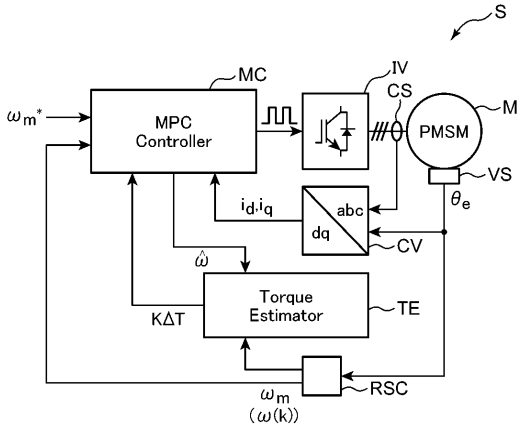 S
MC
IV
CS
M
ωm*
MPC
Controller
PMSM
VS
θe
id,iq
abc
dq
CV
ω̂
KΔT
Torque
Estimator
TE
RSC
ωm
(ω(k))